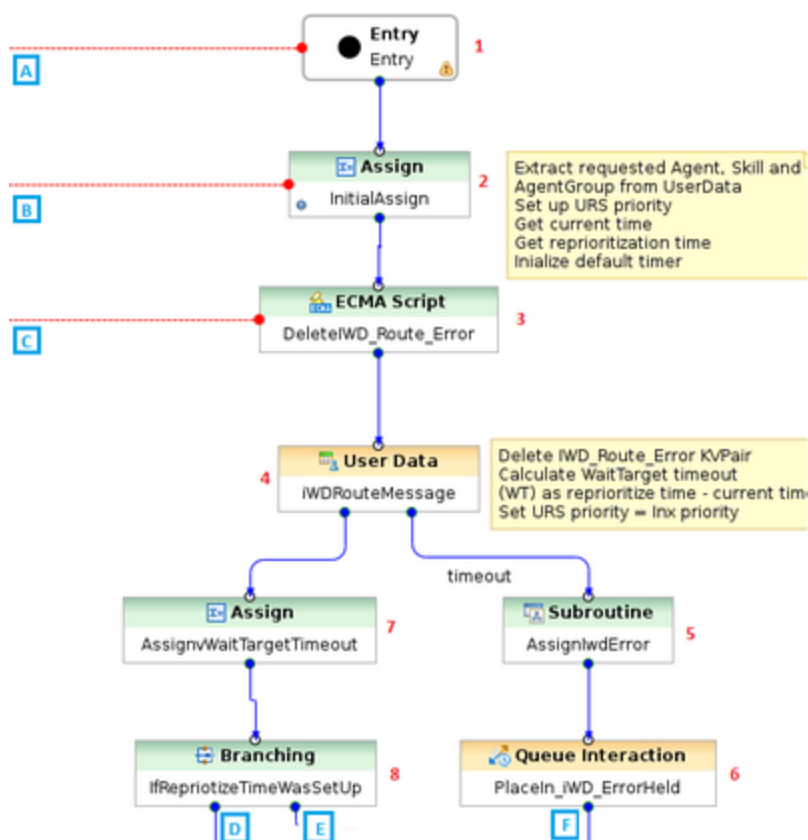 Entry
Entry
1
A
Assign
InitialAssign
2
B
Extract requested Agent, Skill and
AgentGroup from UserData
Set up URS priority
Get current time
Get reprioritization time
Inialize default timer
ECMA Script
DeleteIWD_Route_Error
3
C
User Data
iWDRouteMessage
4
Delete IWD_Route_Error KVPair
Calculate WaitTarget timeout
(WT) as reprioritize time - current time
Set URS priority = Inx priority
timeout
Assign
AssignvWaitTargetTimeout
7
Subroutine
AssignIwdError
5
Branching
IfRepriotizeTimeWasSetUp
8
Queue Interaction
PlaceIn_iWD_ErrorHeld
6
D
E
F